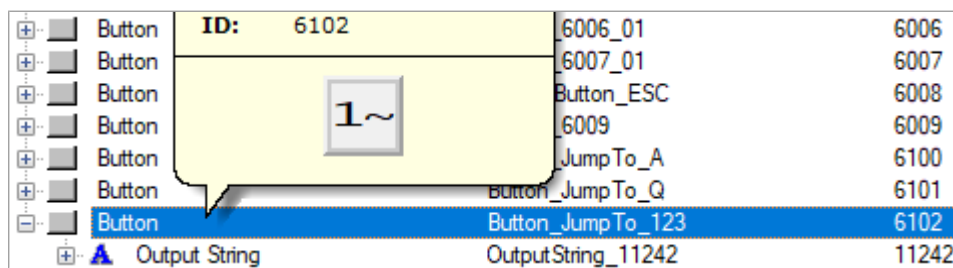 Button _6006_01 6006
ID: 6102
Button _6007_01 6007
Button Button_ESC 6008
1~
Button _6009 6009
Button _JumpTo_A 6100
Button Button_JumpTo_Q 6101
Button Button_JumpTo_123 6102
Output String OutputString_11242 11242